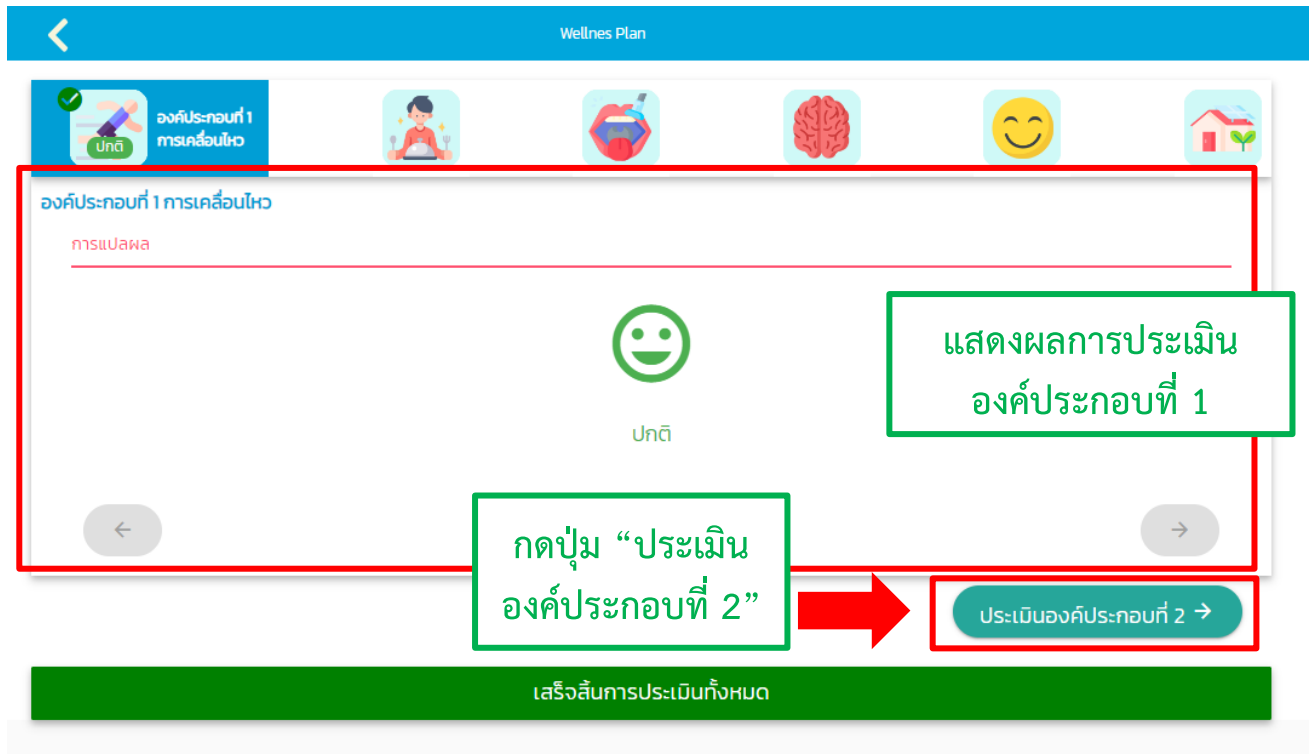 Wellnes Plan
องค์ประกอบที่ 1
การเคลื่อนไหว
ปกติ
องค์ประกอบที่ 1 การเคลื่อนไหว
การแปลผล
แสดงผลการประเมิน
องค์ประกอบที่ 1
ปกติ
กดปุ่ม “ประเมิน
องค์ประกอบที่ 2”
ประเมินองค์ประกอบที่ 2 →
เสร็จสิ้นการประเมินทั้งหมด